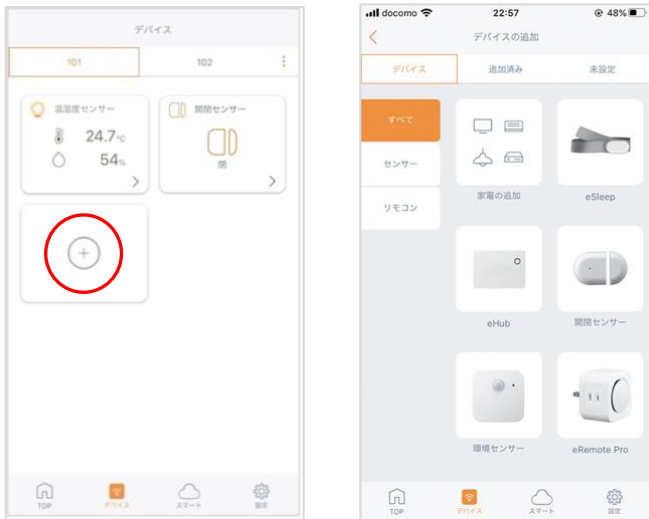 デバイス
101
102
温湿度センサー
24.7℃
54%
開閉センサー
閉
TOP
デバイス
スマート
設定
docomo
22:57
48%
デバイスの追加
デバイス
追加済み
未設定
すべて
センサー
リモコン
家電の追加
eSleep
eHub
開閉センサー
環境センサー
eRemote Pro
TOP
デバイス
スマート
設定